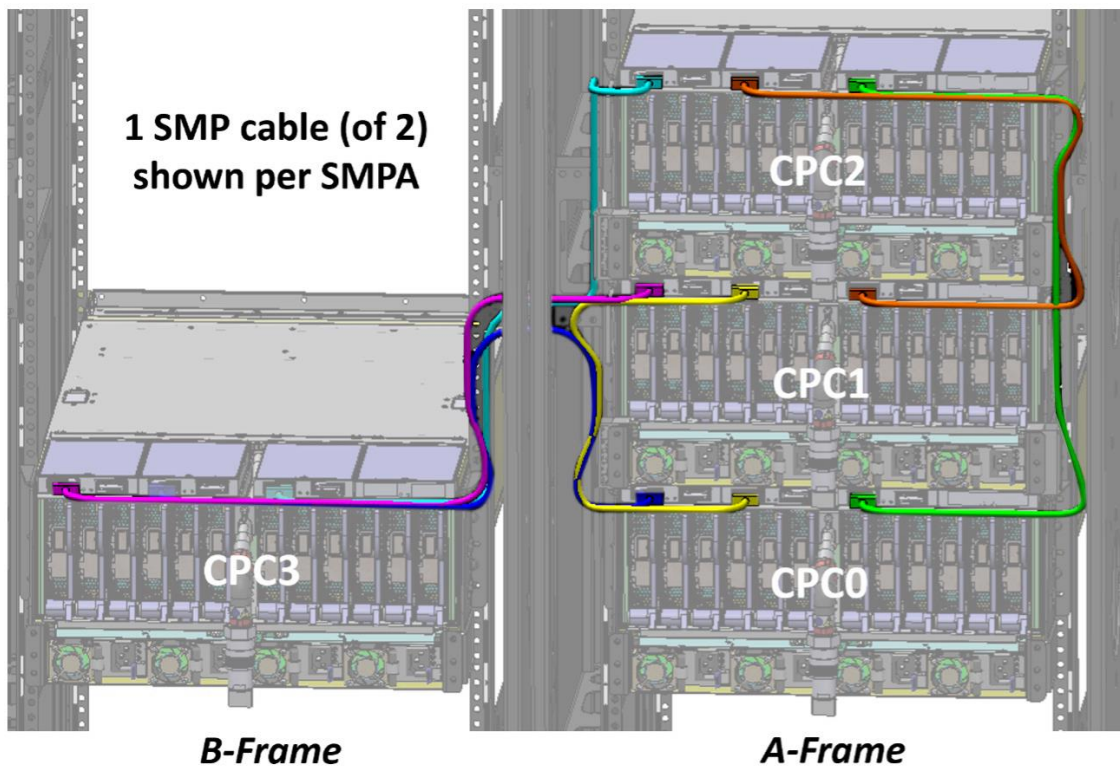 1 SMP cable (of 2)
shown per SMPA
CPC2
CPC1
CPC3
CPC0
B-Frame
A-Frame